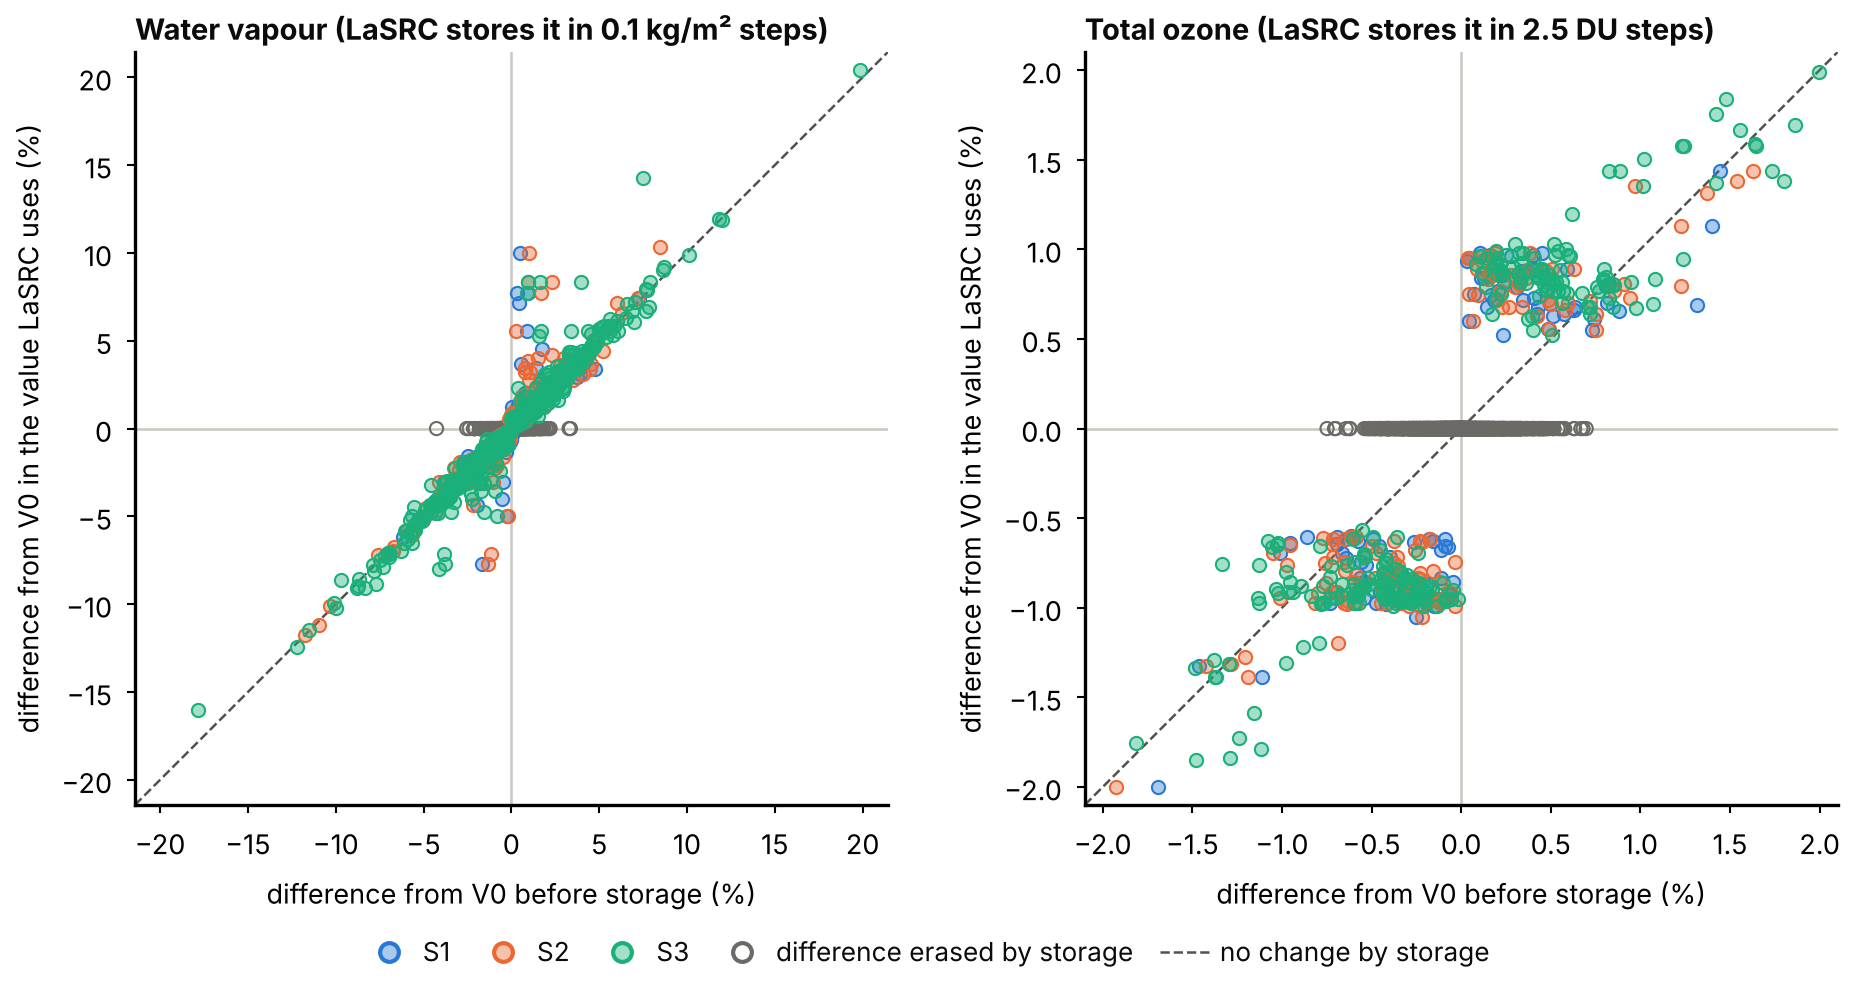 Water vapour (LaSRC stores it in 0.1 kg/m² steps)
Total ozone (LaSRC stores it in 2.5 DU steps)
difference from V0 in the value LaSRC uses (%)
20
15
10
5
0
−5
−10
−15
−20
−20 −15 −10 −5 0 5 10 15 20
difference from V0 before storage (%)
difference from V0 in the value LaSRC uses (%)
2.0
1.5
1.0
0.5
0.0
−0.5
−1.0
−1.5
−2.0
−2.0 −1.5 −1.0 −0.5 0.0 0.5 1.0 1.5 2.0
difference from V0 before storage (%)
S1 S2 S3 difference erased by storage no change by storage